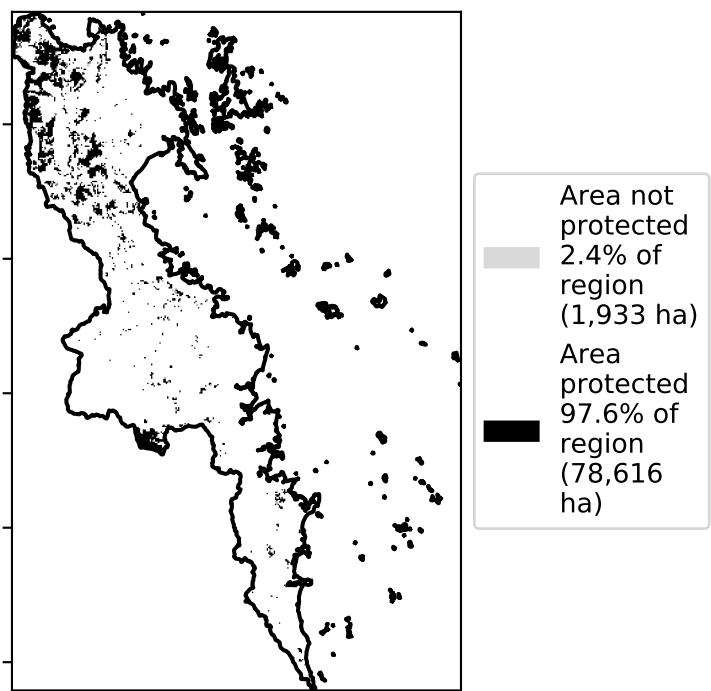 Area not
protected
2.4% of
region
(1,933 ha)
Area
protected
97.6% of
region
(78,616
ha)